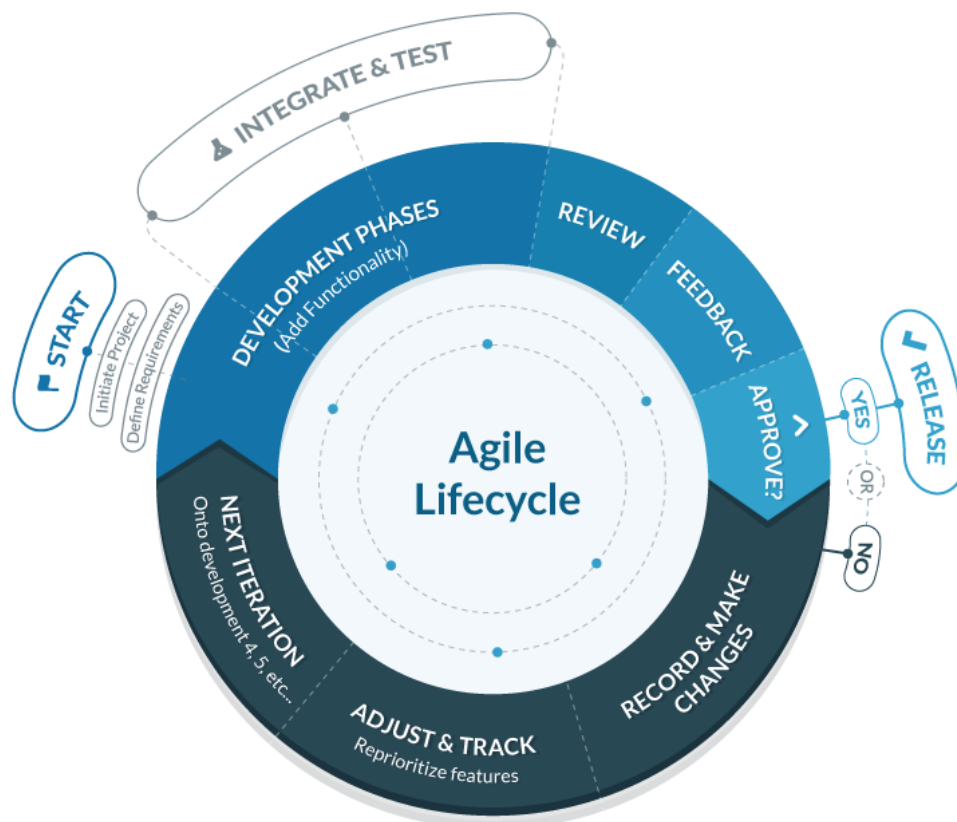 INTEGRATE & TEST
START
Initiate Project
Define Requirements
DEVELOPMENT PHASES
(Add Functionality)
REVIEW
FEEDBACK
APPROVE?
YES
OR
NO
RELEASE
RECORD & MAKE
CHANGES
ADJUST & TRACK
Reprioritize features
NEXT ITERATION
Onto development 4, 5, etc...
Agile
Lifecycle